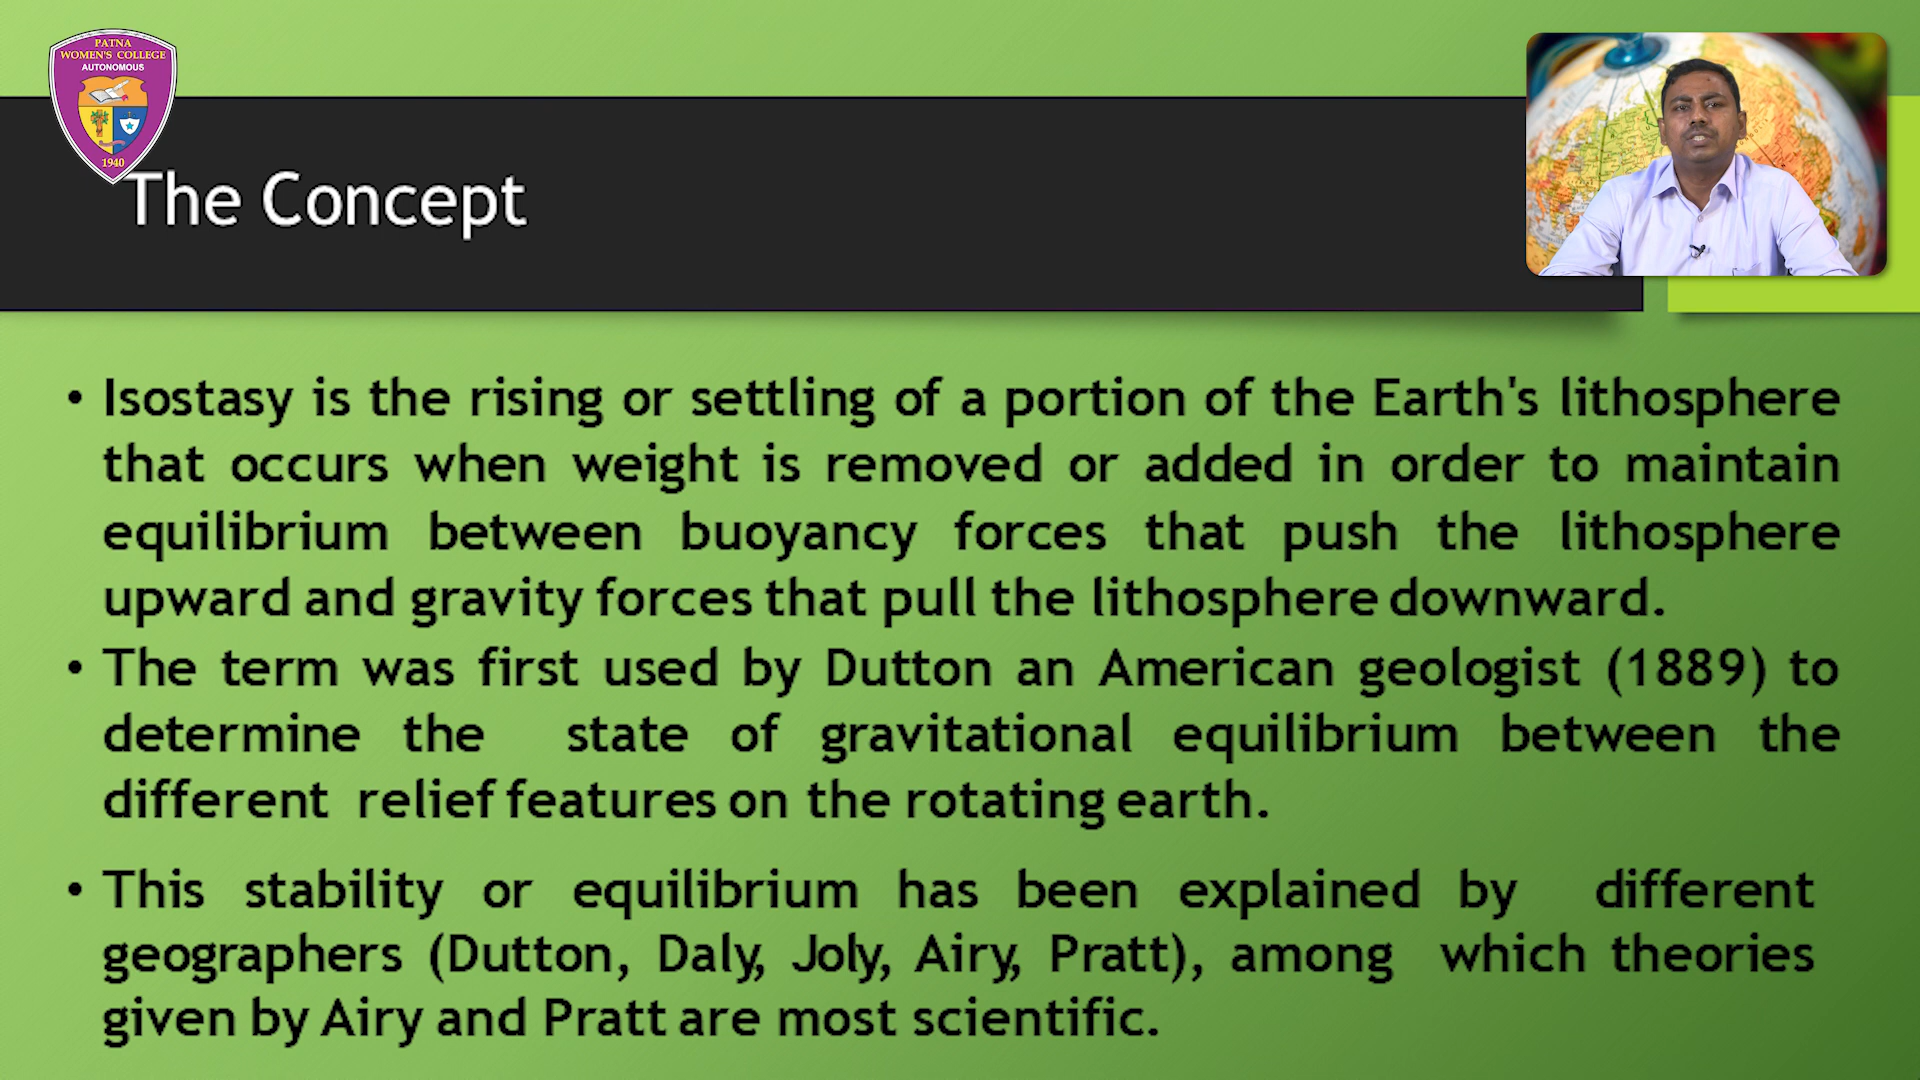 PATNA
WOMEN'S COLLEGE
AUTONOMOUS
1940
The Concept
• Isostasy is the rising or settling of a portion of the Earth's lithosphere
that occurs when weight is removed or added in order to maintain
equilibrium between buoyancy forces that push the lithosphere
upward and gravity forces that pull the lithosphere downward.
• The term was first used by Dutton an American geologist (1889) to
determine the state of gravitational equilibrium between the
different relief features on the rotating earth.
• This stability or equilibrium has been explained by different
geographers (Dutton, Daly, Joly, Airy, Pratt), among which theories
given by Airy and Pratt are most scientific.